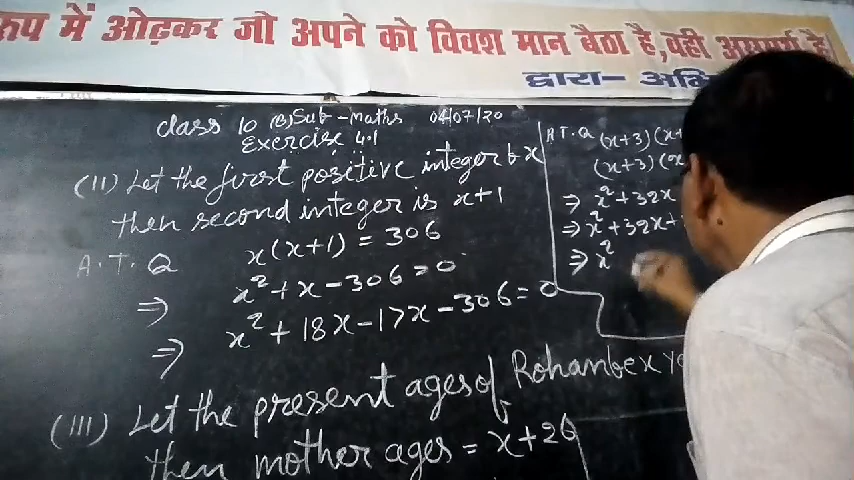 रूप में ओढ़कर जो अपने को विवश मान बैठा है, वही असमर्थ है
द्वारा-
class 10 (B) Sub-Maths 04/07/20
Exercise 4.1
(II) Let the first positive integer b x
then second integer is x+1
A.T.Q x(x+1) = 306
⇒ x²+x-306=0
⇒ x²+18x-17x-306=0
(III) Let the present ages of Rohan be x
then mother ages = x+26
A.T.Q (x+3)(x+
(x+3)(x
⇒ x²+32x
⇒ x²+32x+
⇒ x²